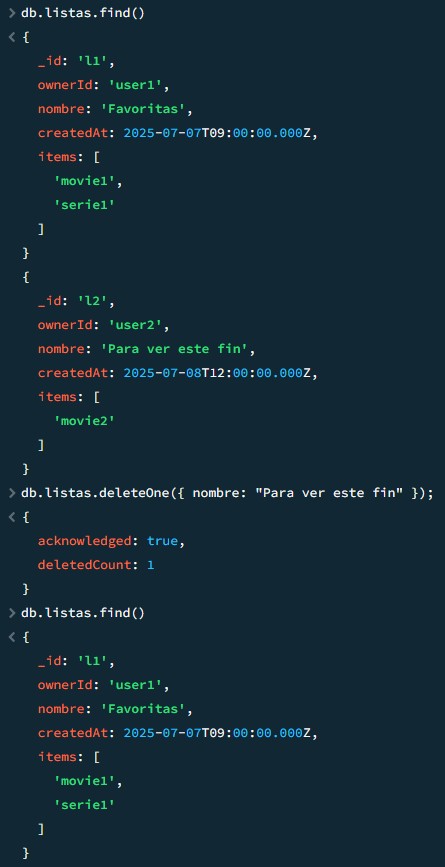 > db.listas.find()
< {
_id: 'l1',
ownerId: 'user1',
nombre: 'Favoritas',
createdAt: 2025-07-07T09:00:00.000Z,
items: [
'movie1',
'serie1'
]
}
{
_id: 'l2',
ownerId: 'user2',
nombre: 'Para ver este fin',
createdAt: 2025-07-08T12:00:00.000Z,
items: [
'movie2'
]
}
> db.listas.deleteOne({ nombre: "Para ver este fin" });
< {
acknowledged: true,
deletedCount: 1
}
> db.listas.find()
< {
_id: 'l1',
ownerId: 'user1',
nombre: 'Favoritas',
createdAt: 2025-07-07T09:00:00.000Z,
items: [
'movie1',
'serie1'
]
}